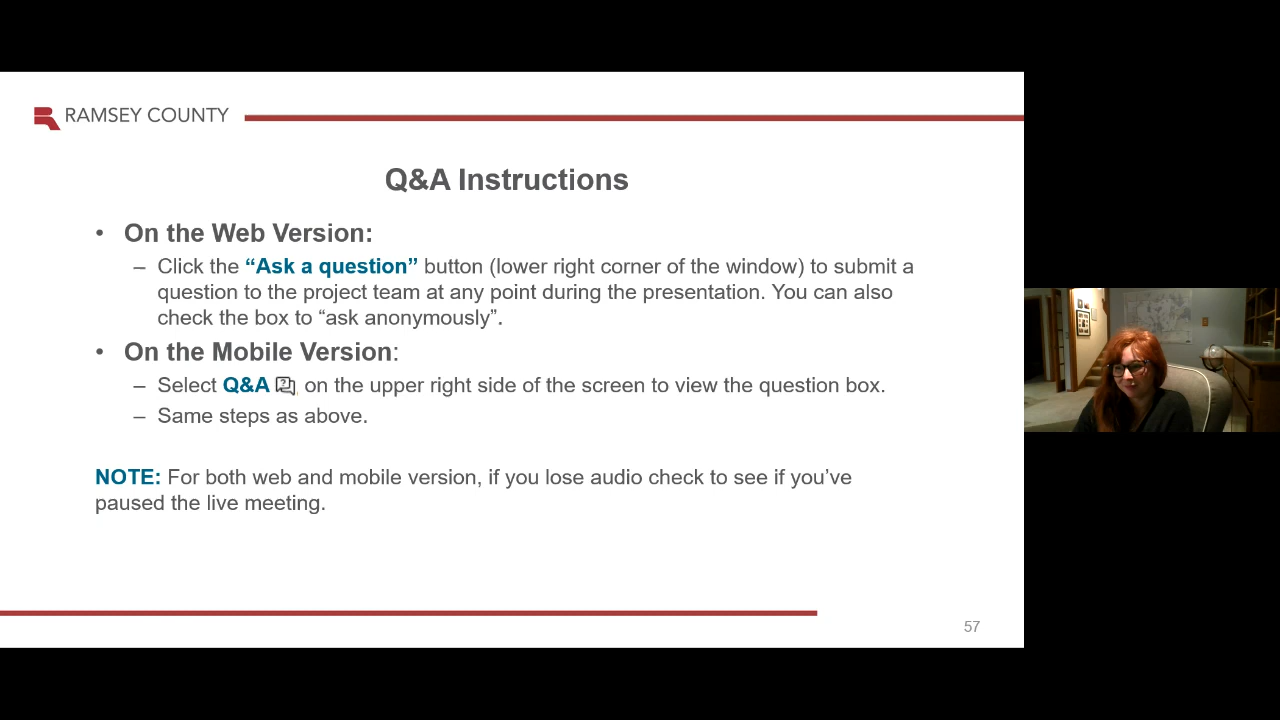 RAMSEY COUNTY
Q&A Instructions
• On the Web Version:
– Click the “Ask a question” button (lower right corner of the window) to submit a
question to the project team at any point during the presentation. You can also
check the box to “ask anonymously”.
• On the Mobile Version:
– Select Q&A on the upper right side of the screen to view the question box.
– Same steps as above.
NOTE: For both web and mobile version, if you lose audio check to see if you’ve
paused the live meeting.
57